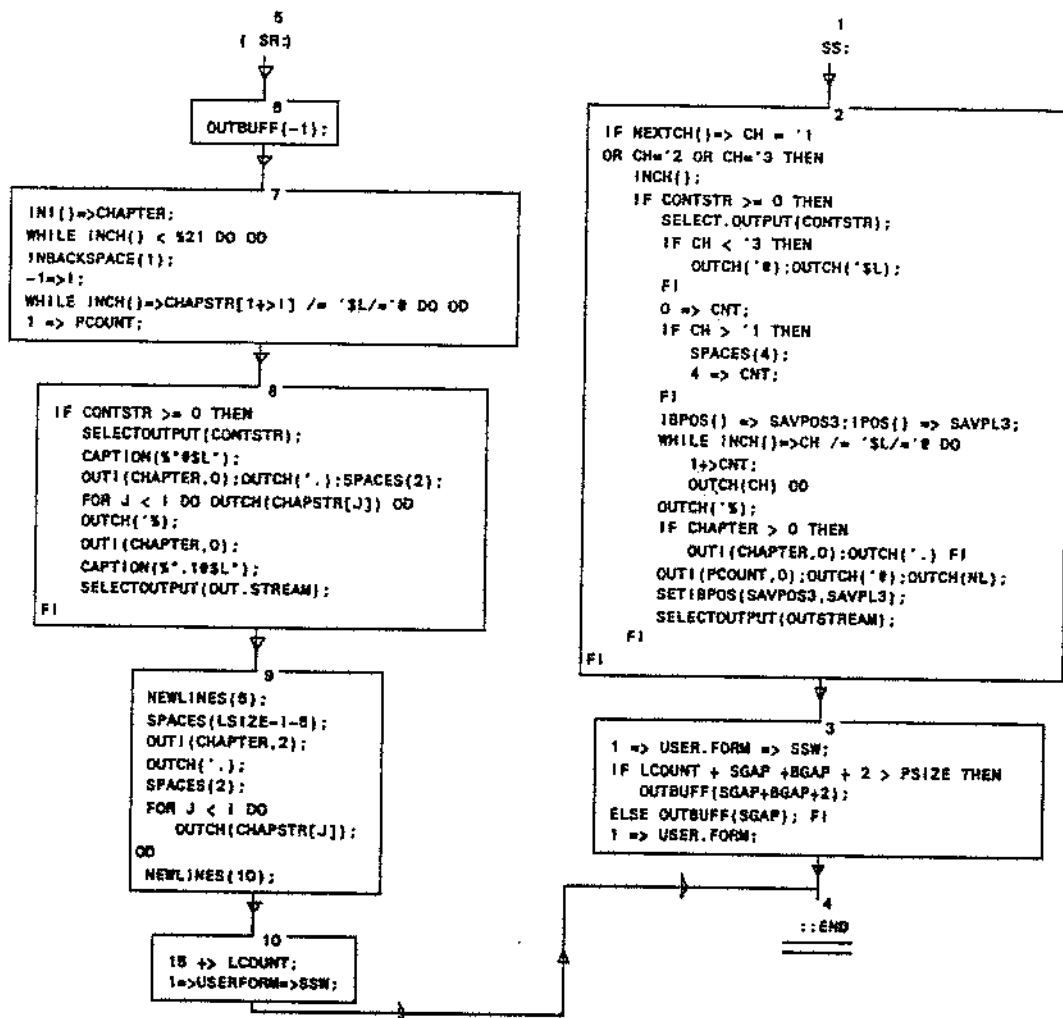 5
( SR:)
6
OUTBUFF(-1);
7
INI()=>CHAPTER;
WHILE INCH() < %21 DO OD
INBACKSPACE(1);
-1=>I;
WHILE INCH()=>CHAPSTR[1+>I] /= '$L/='@ DO OD
1 => PCOUNT;
8
IF CONTSTR >= 0 THEN
SELECTOUTPUT(CONTSTR);
CAPTION(%"@$L");
OUTI(CHAPTER,0);OUTCH('.);SPACES(2);
FOR J < I DO OUTCH(CHAPSTR[J]) OD
OUTCH('%);
OUTI(CHAPTER,0);
CAPTION(%".1@$L");
SELECTOUTPUT(OUT.STREAM);
FI
9
NEWLINES(5);
SPACES(LSIZE-I-5);
OUTI(CHAPTER,2);
OUTCH('.);
SPACES(2);
FOR J < I DO
OUTCH(CHAPSTR[J]);
OD
NEWLINES(10);
10
15 +> LCOUNT;
1=>USERFORM=>SSW;
1
SS:
2
IF NEXTCH()=> CH = '1
OR CH='2 OR CH='3 THEN
INCH();
IF CONTSTR >= 0 THEN
SELECT.OUTPUT(CONTSTR);
IF CH < '3 THEN
OUTCH('@);OUTCH('$L);
FI
0 => CNT;
IF CH > '1 THEN
SPACES(4);
4 => CNT;
FI
IBPOS() => SAVPOS3;IPOS() => SAVPL3;
WHILE INCH()=>CH /= '$L/='@ DO
1+>CNT;
OUTCH(CH) OD
OUTCH('%);
IF CHAPTER > 0 THEN
OUTI(CHAPTER,0);OUTCH('.) FI
OUTI(PCOUNT,0);OUTCH('@);OUTCH(NL);
SETIBPOS(SAVPOS3,SAVPL3);
SELECTOUTPUT(OUTSTREAM);
FI
FI
3
1 => USER.FORM => SSW;
IF LCOUNT + SGAP +BGAP + 2 > PSIZE THEN
OUTBUFF(SGAP+BGAP+2);
ELSE OUTBUFF(SGAP); FI
1 => USER.FORM;
4
::END